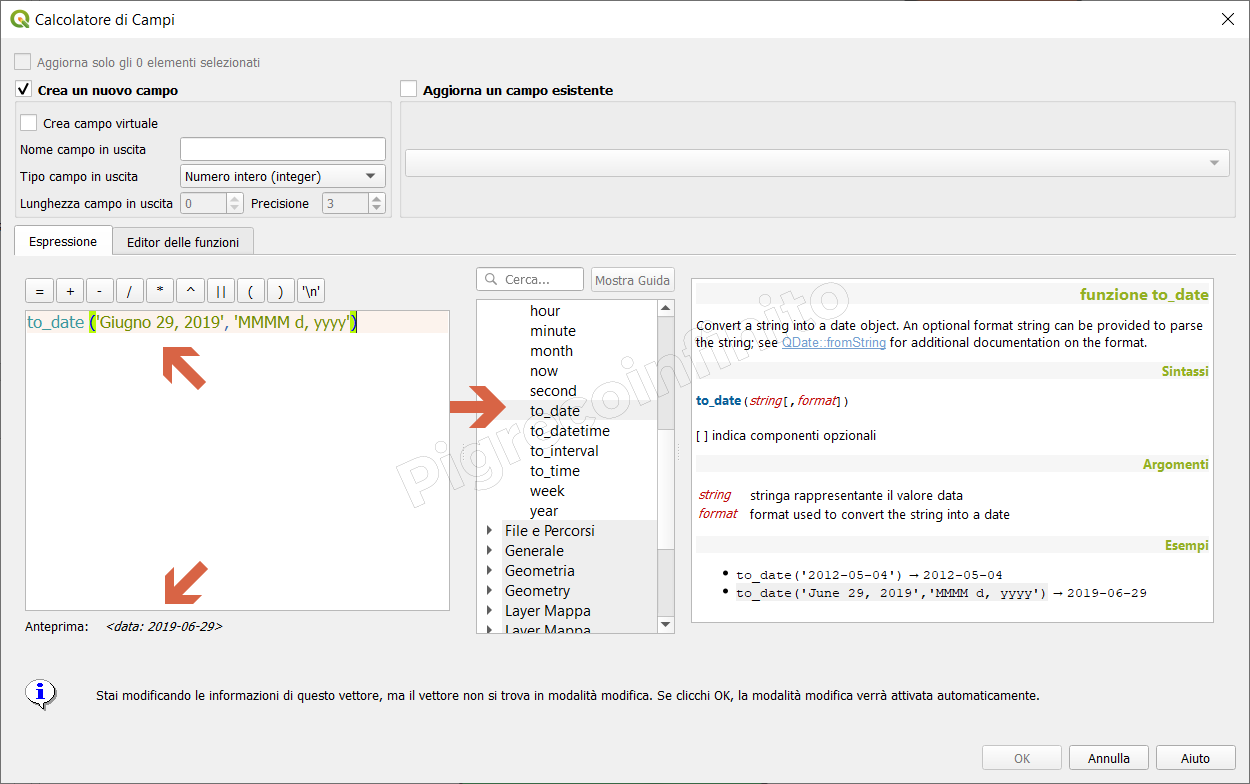 Calcolatore di Campi
Aggiorna solo gli 0 elementi selezionati
Crea un nuovo campo
Aggiorna un campo esistente
Crea campo virtuale
Nome campo in uscita
Tipo campo in uscita Numero intero (integer)
Lunghezza campo in uscita 0 Precisione 3
Espressione Editor delle funzioni
= + - / * ^ || ( ) '\n'
to_date ('Giugno 29, 2019', 'MMMM d, yyyy')
Anteprima: <data: 2019-06-29>
Cerca... Mostra Guida
hour
minute
month
now
second
to_date
to_datetime
to_interval
to_time
week
year
File e Percorsi
Generale
Geometria
Geometry
Layer Mappa
Layer Mappa
funzione to_date
Convert a string into a date object. An optional format string can be provided to parse
the string; see QDate::fromString for additional documentation on the format.
Sintassi
to_date(string[,format])
[ ] indica componenti opzionali
Argomenti
string stringa rappresentante il valore data
format format used to convert the string into a date
Esempi
• to_date('2012-05-04') → 2012-05-04
• to_date('June 29, 2019','MMMM d, yyyy') → 2019-06-29
Pigrecoinfinito
Stai modificando le informazioni di questo vettore, ma il vettore non si trova in modalità modifica. Se clicchi OK, la modalità modifica verrà attivata automaticamente.
OK Annulla Aiuto